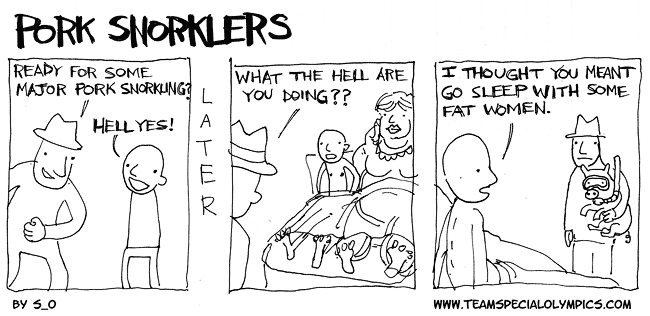 PORK SNORKLERS
READY FOR SOME
MAJOR PORK SNORKLING?
HELL YES!
LATER
WHAT THE HELL ARE
YOU DOING??
I THOUGHT YOU MEANT
GO SLEEP WITH SOME
FAT WOMEN.
BY S_O
WWW.TEAMSPECIALOLYMPICS.COM